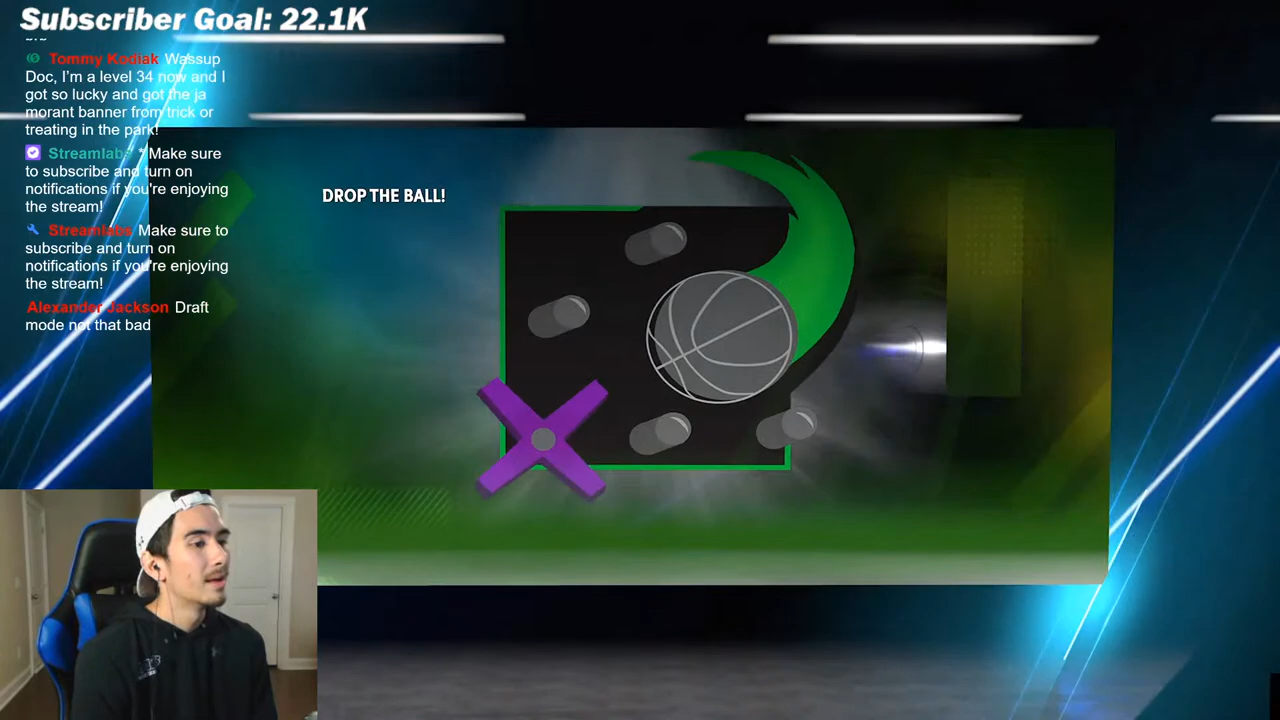 Subscriber Goal: 22.1K
Tommy Kodiak Wassup
Doc, I'm a level 34 now and I
got so lucky and got the ja
morant banner from trick or
treating in the park!
Streamlabs * Make sure
to subscribe and turn on
notifications if you're enjoying
the stream!
Streamlabs Make sure to
subscribe and turn on
notifications if you're enjoying
the stream!
Alexander Jackson Draft
mode not that bad
DROP THE BALL!